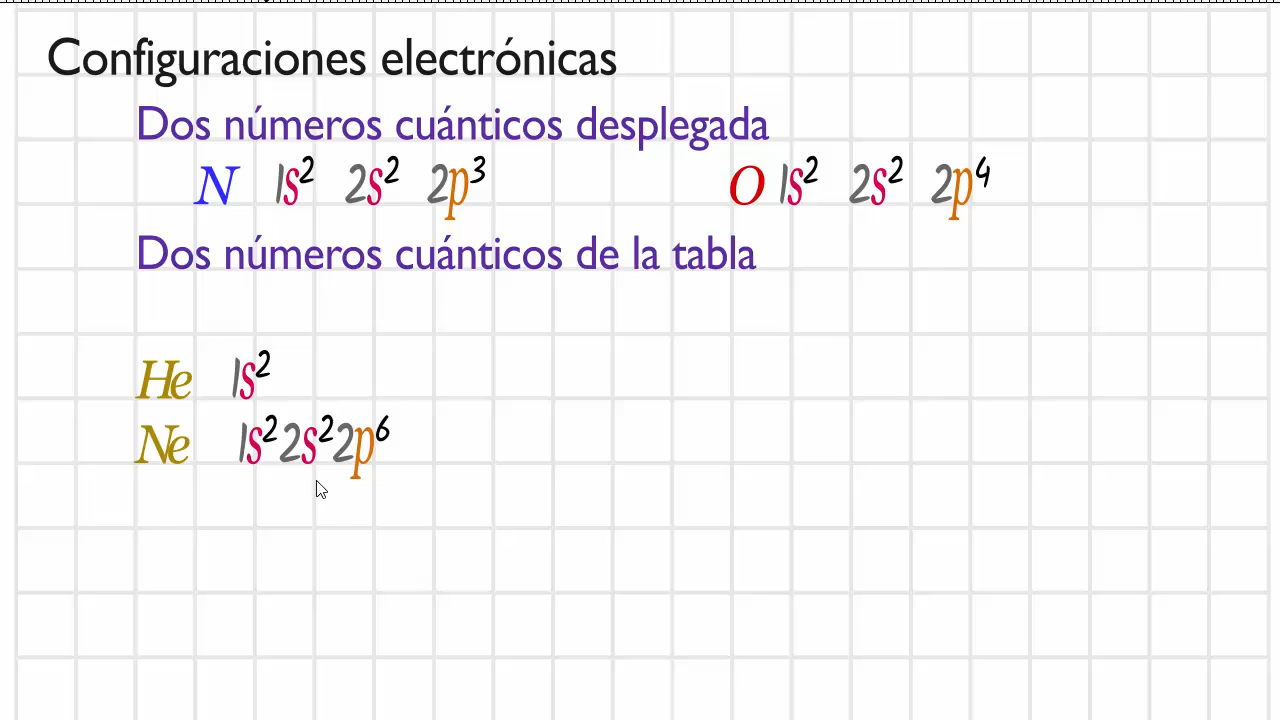 Configuraciones electrónicas
Dos números cuánticos desplegada
N 1s² 2s² 2p³ O 1s² 2s² 2p⁴
Dos números cuánticos de la tabla
He 1s²
Ne 1s²2s²2p⁶